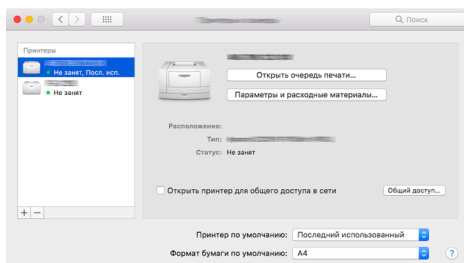 Поиск
Принтеры
Не занят, Посл. исп.
Не занят
Открыть очередь печати...
Параметры и расходные материалы...
Расположение:
Тип:
Статус: Не занят
Открыть принтер для общего доступа в сети
Общий доступ...
+ −
Принтер по умолчанию: Последний использованный
Формат бумаги по умолчанию: A4
?